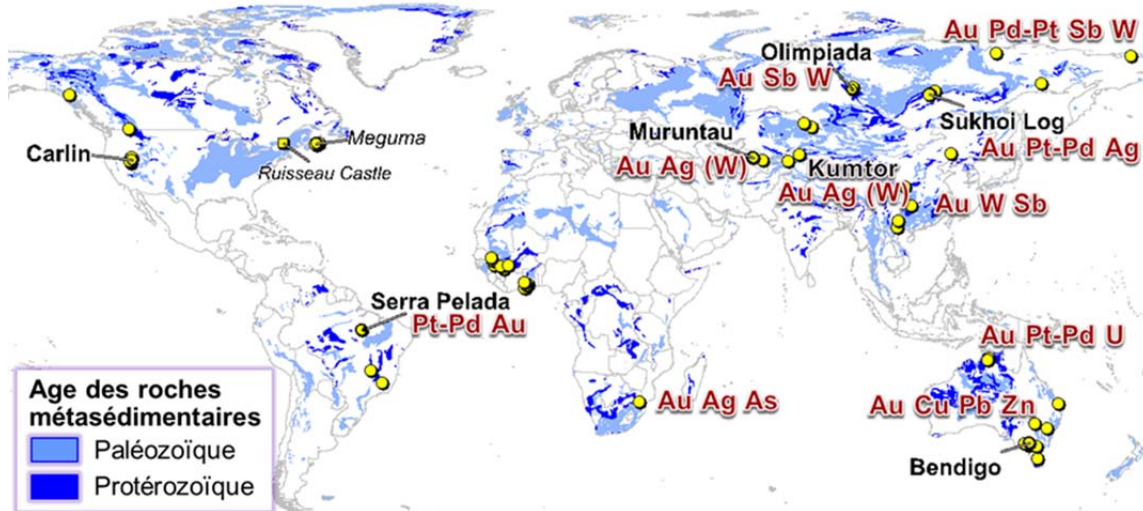 Au Pd-Pt Sb W
Olimpiada
Au Sb W
Sukhoi Log
Au Pt-Pd Ag
Muruntau
Au Ag (W)
Kumtor
Au Ag (W)
Au W Sb
Carlin
Meguma
Ruisseau Castle
Serra Pelada
Pt-Pd Au
Au Ag As
Au Pt-Pd U
Au Cu Pb Zn
Bendigo
Age des roches
métasédimentaires
Paléozoïque
Protérozoïque